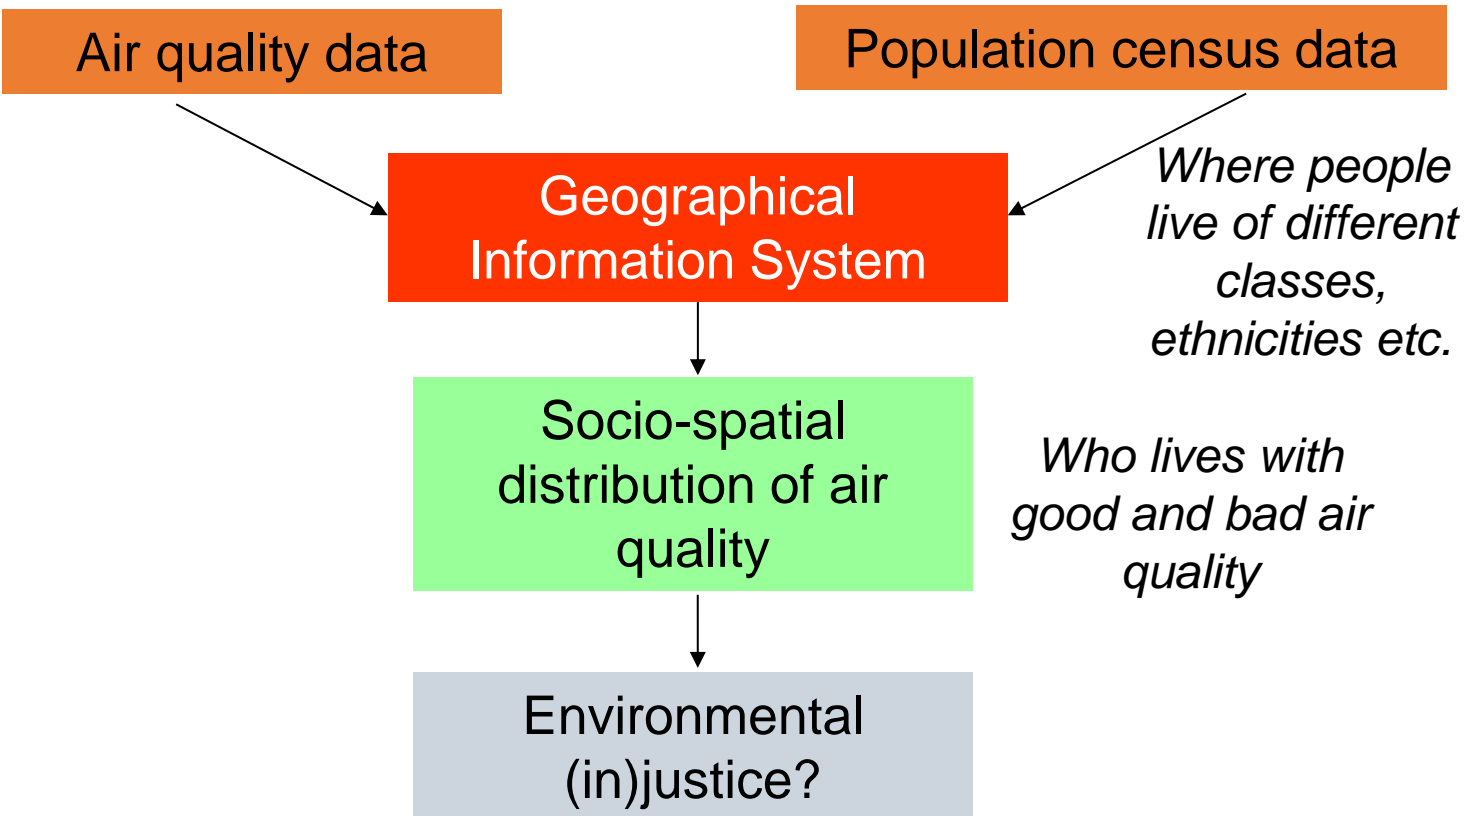 Air quality data
Population census data
Geographical
Information System
Where people
live of different
classes,
ethnicities etc.
Socio-spatial
distribution of air
quality
Who lives with
good and bad air
quality
Environmental
(in)justice?